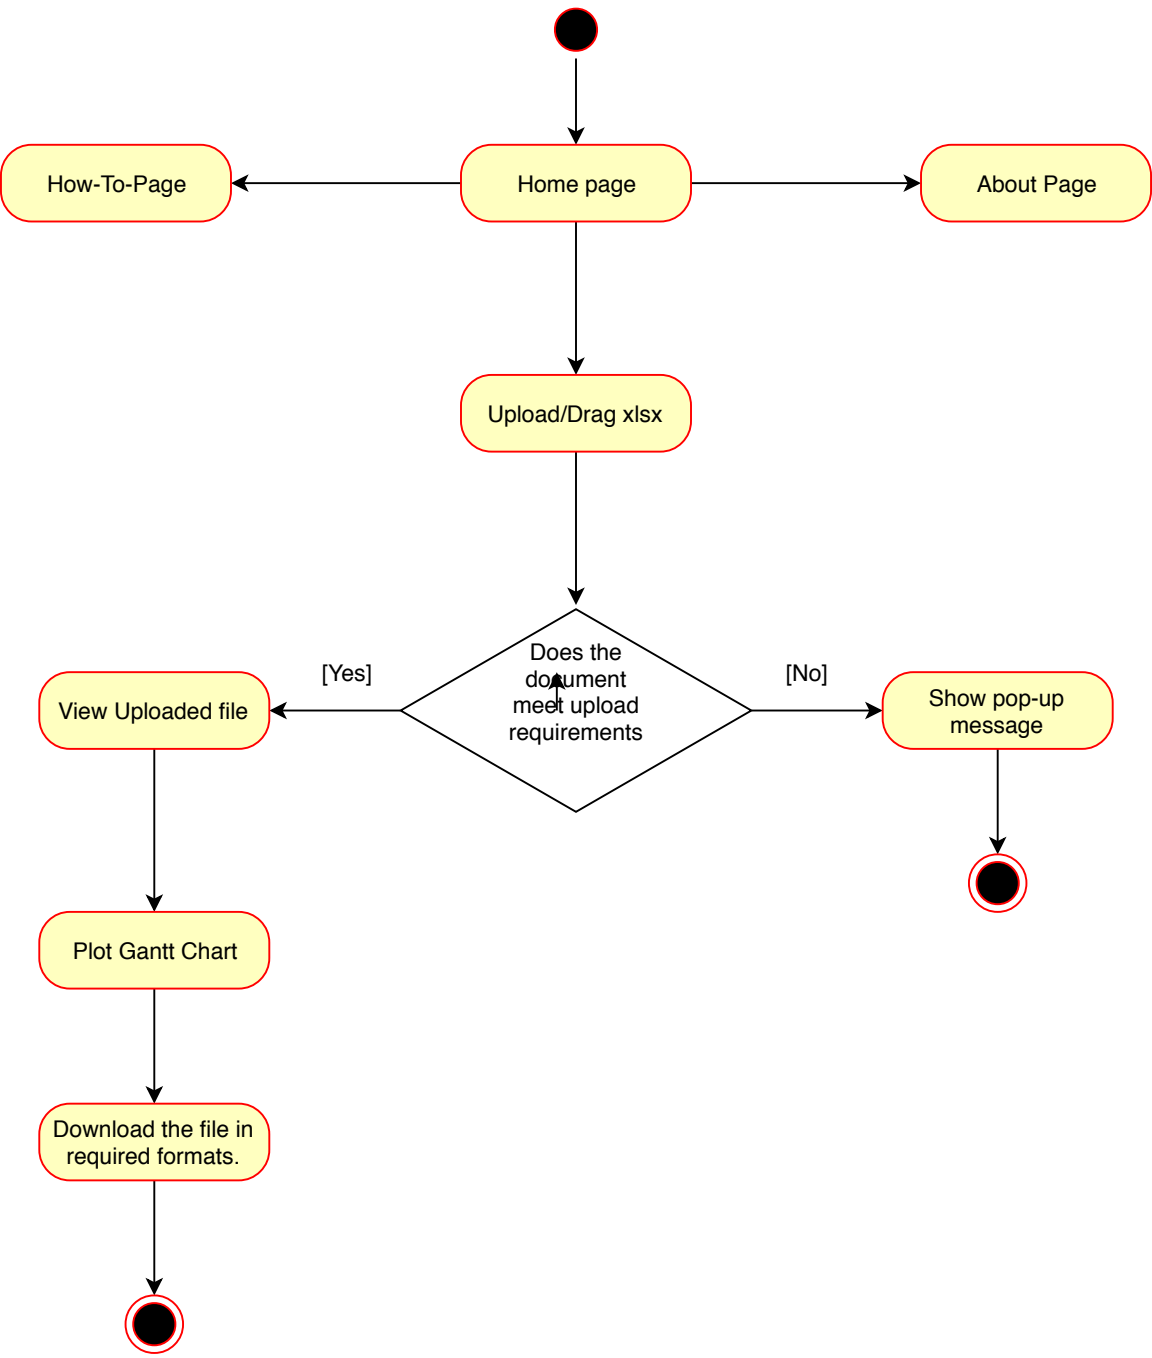 How-To-Page
Home page
About Page
Upload/Drag xlsx
Does the
document
meet upload
requirements
[Yes]
[No]
View Uploaded file
Show pop-up
message
Plot Gantt Chart
Download the file in
required formats.